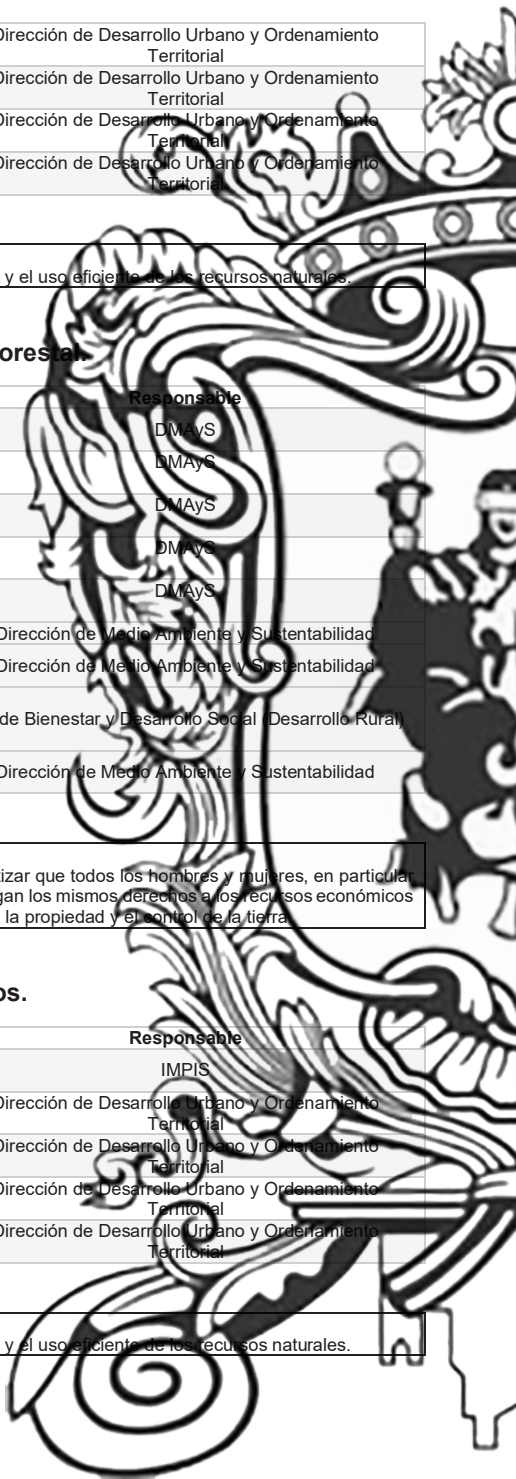 Dirección de Desarrollo Urbano y Ordenamiento
Territorial
Dirección de Desarrollo Urbano y Ordenamiento
Territorial
Dirección de Desarrollo Urbano y Ordenamiento
Territorial
Dirección de Desarrollo Urbano y Ordenamiento
Territorial
y el uso eficiente de los recursos naturales.
orestal.
Responsable
DMAyS
DMAyS
DMAyS
DMAyS
DMAyS
Dirección de Medio Ambiente y Sustentabilidad
Dirección de Medio Ambiente y Sustentabilidad
de Bienestar y Desarrollo Social (Desarrollo Rural)
Dirección de Medio Ambiente y Sustentabilidad
tizar que todos los hombres y mujeres, en particular
gan los mismos derechos a los recursos económicos
la propiedad y el control de la tierra
os.
Responsable
IMPIS
Dirección de Desarrollo Urbano y Ordenamiento
Territorial
Dirección de Desarrollo Urbano y Ordenamiento
Territorial
Dirección de Desarrollo Urbano y Ordenamiento
Territorial
Dirección de Desarrollo Urbano y Ordenamiento
Territorial
y el uso eficiente de los recursos naturales.